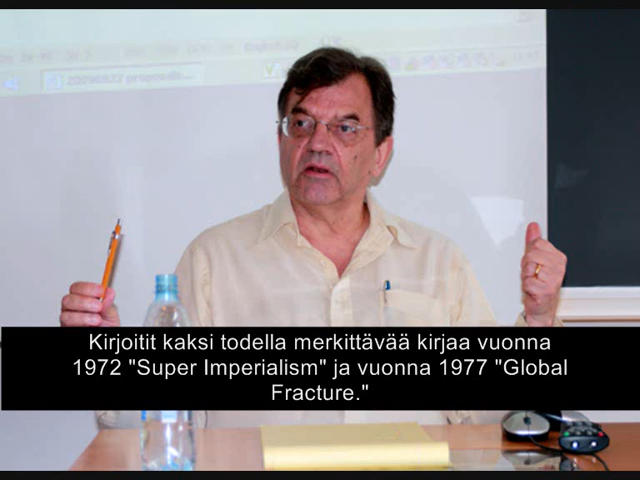 Kirjoitit kaksi todella merkittävää kirjaa vuonna
1972 "Super Imperialism" ja vuonna 1977 "Global
Fracture."